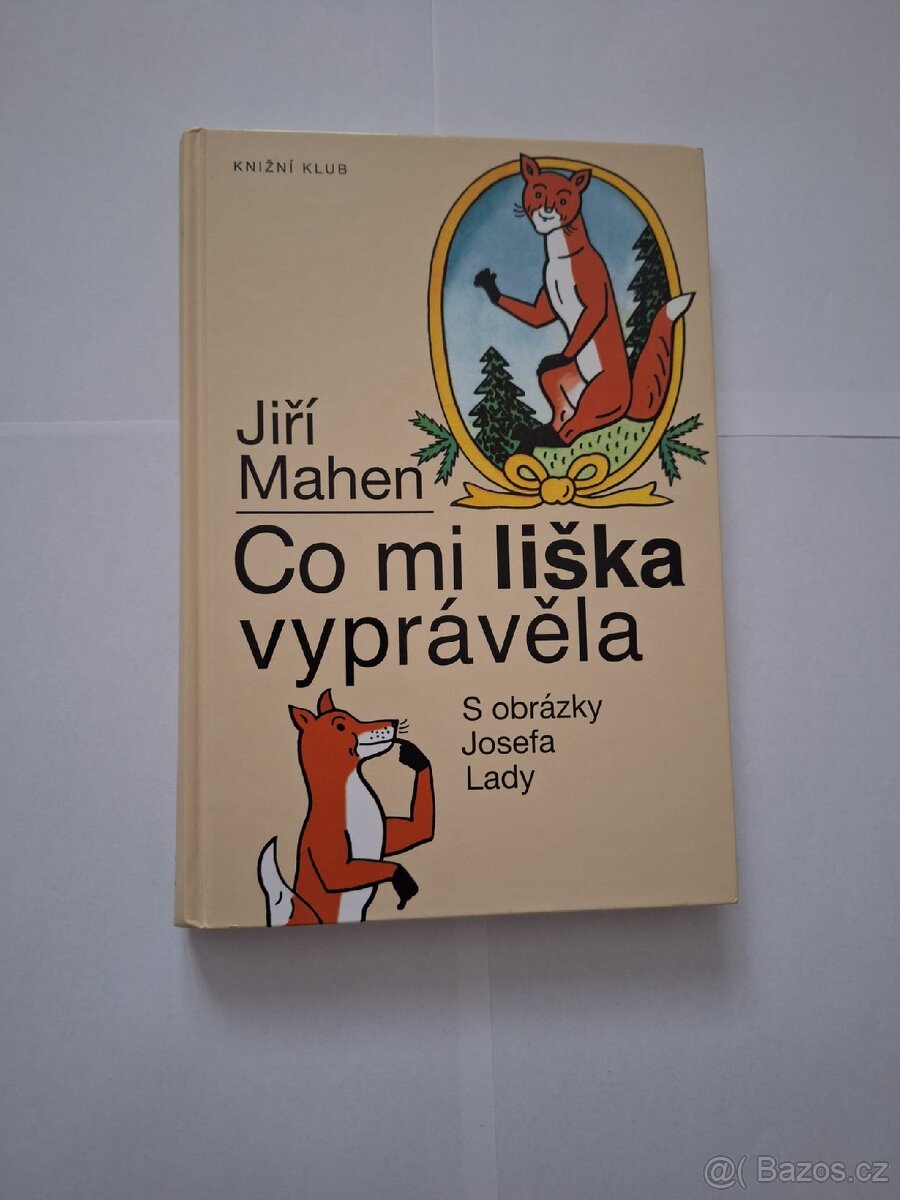 KNIŽNÍ KLUB
Jiří
Mahen
Co mi liška
vyprávěla
S obrázky
Josefa
Lady
@( Bazos.cz